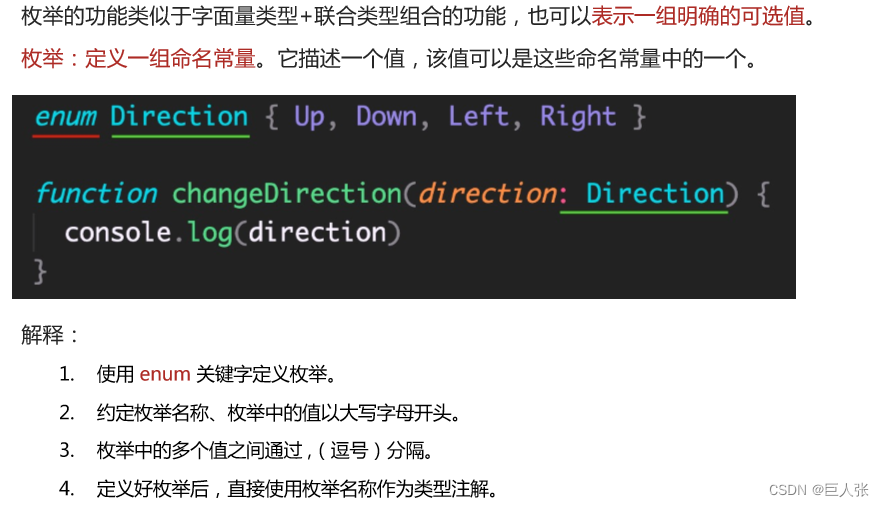 枚举的功能类似于字面量类型+联合类型组合的功能，也可以表示一组明确的可选值。
枚举：定义一组命名常量。它描述一个值，该值可以是这些命名常量中的一个。
enum Direction { Up, Down, Left, Right }
function changeDirection(direction: Direction) {
console.log(direction)
}
解释：
1. 使用 enum 关键字定义枚举。
2. 约定枚举名称、枚举中的值以大写字母开头。
3. 枚举中的多个值之间通过 ,（逗号）分隔。
4. 定义好枚举后，直接使用枚举名称作为类型注解。
CSDN @巨人张